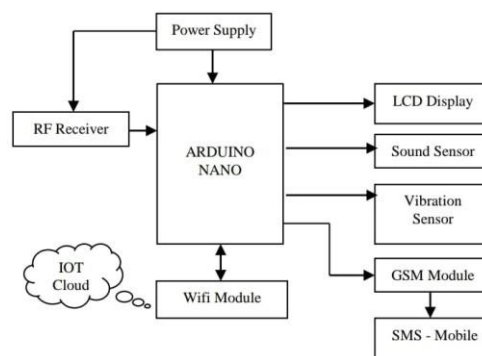 Power Supply
LCD Display
RF Receiver
ARDUINO
NANO
Sound Sensor
Vibration
Sensor
IOT
Cloud
Wifi Module
GSM Module
SMS - Mobile